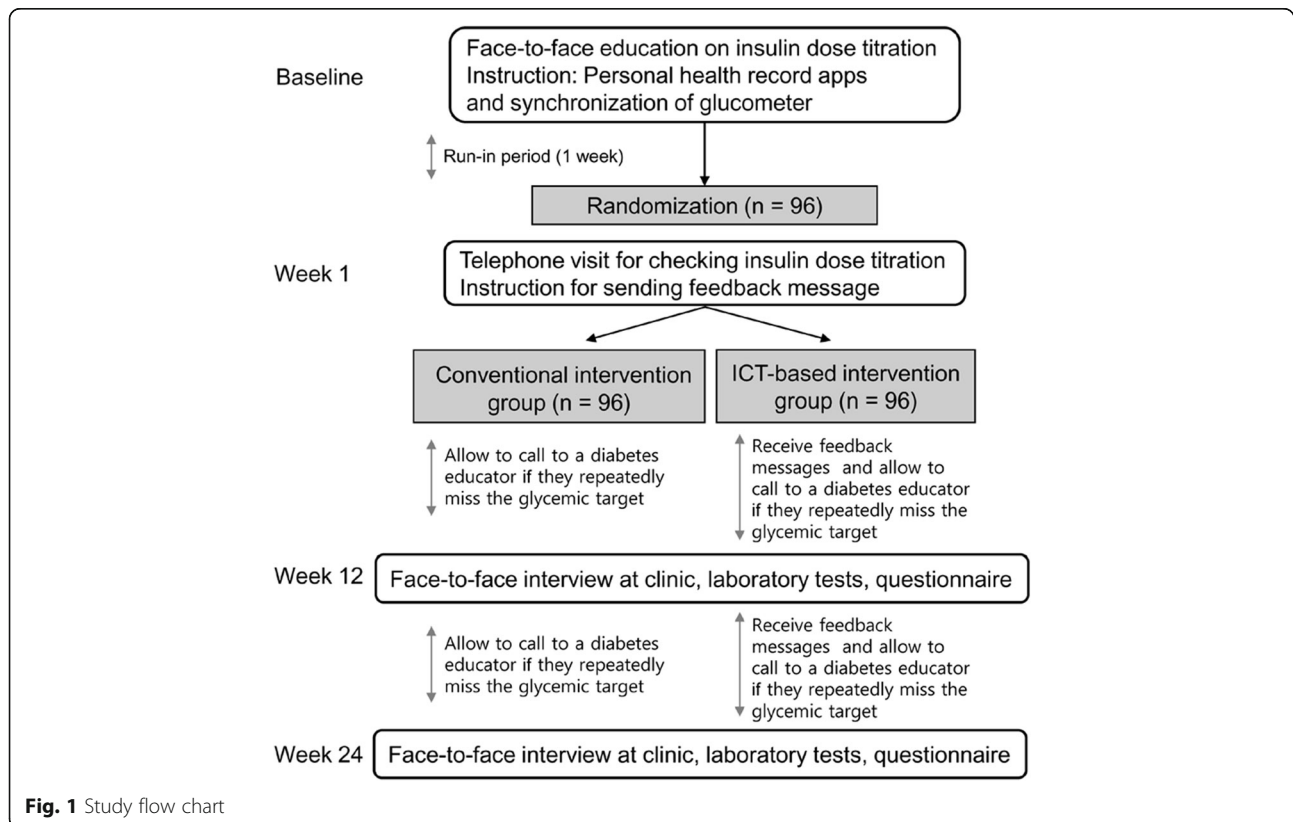 Baseline
Face-to-face education on insulin dose titration
Instruction: Personal health record apps
and synchronization of glucometer
Run-in period (1 week)
Randomization (n = 96)
Week 1
Telephone visit for checking insulin dose titration
Instruction for sending feedback message
Conventional intervention
group (n = 96)
ICT-based intervention
group (n = 96)
Allow to call to a diabetes
educator if they repeatedly
miss the glycemic target
Receive feedback
messages and allow to
call to a diabetes educator
if they repeatedly miss the
glycemic target
Week 12
Face-to-face interview at clinic, laboratory tests, questionnaire
Allow to call to a diabetes
educator if they repeatedly
miss the glycemic target
Receive feedback
messages and allow to
call to a diabetes educator
if they repeatedly miss the
glycemic target
Week 24
Face-to-face interview at clinic, laboratory tests, questionnaire
Fig. 1 Study flow chart